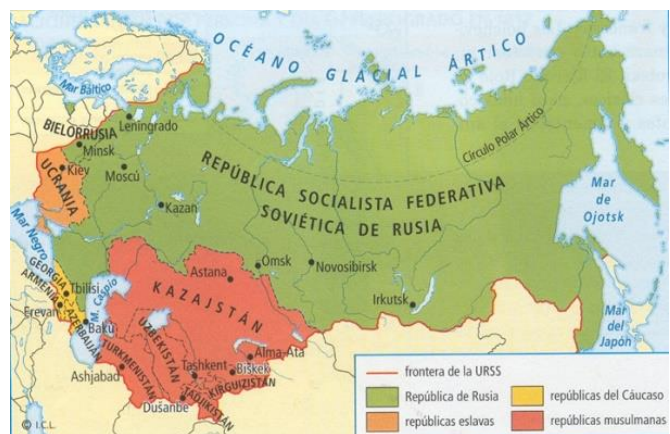 OCÉANO GLACIAL ÁRTICO
Mar Báltico
Leningrado
BIELORRUSIA
Minsk
Círculo Polar Ártico
UCRANIA
Kiev
Moscú
REPÚBLICA SOCIALISTA FEDERATIVA
SOVIÉTICA DE RUSIA
Mar
de
Ojotsk
Kazan
Mar Negro
Omsk
Novosibirsk
Astana
GEORGIA
Tbilisi
M. Caspio
KAZAJSTÁN
Irkutsk
ARMENIA
Erevan
AZERBAIJÁN
Bakú
UZBEKISTÁN
Mar
del
Japón
TURKMENISTÁN
Alma-Ata
Tashkent
Biškek
KIRGUIZISTÁN
Ashjabad
TADJIKISTÁN
Dušanbe
frontera de la URSS
República de Rusia
repúblicas del Cáucaso
repúblicas eslavas
repúblicas musulmanas
© I.C.L.